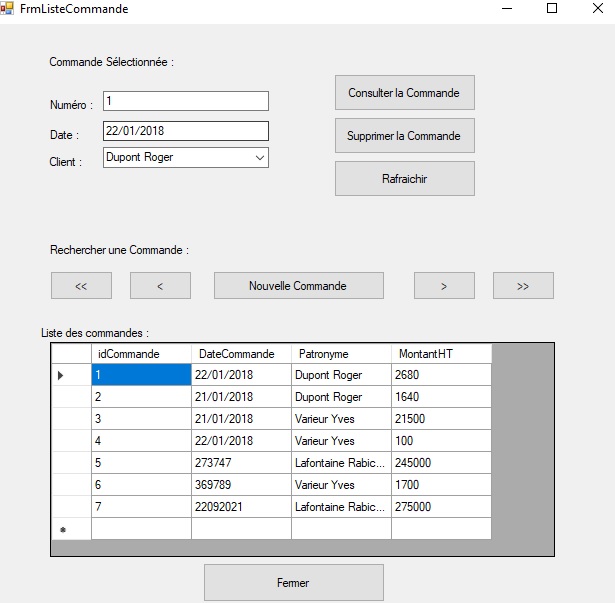 FrmListeCommande
Commande Sélectionnée :
Numéro : 1
Date : 22/01/2018
Client : Dupont Roger
Consulter la Commande
Supprimer la Commande
Rafraichir
Rechercher une Commande :
<< < Nouvelle Commande > >>
Liste des commandes :
idCommande DateCommande Patronyme MontantHT
1 22/01/2018 Dupont Roger 2680
2 21/01/2018 Dupont Roger 1640
3 21/01/2018 Varieur Yves 21500
4 22/01/2018 Varieur Yves 100
5 273747 Lafontaine Rabic... 245000
6 369789 Varieur Yves 1700
7 22092021 Lafontaine Rabic... 275000
Fermer